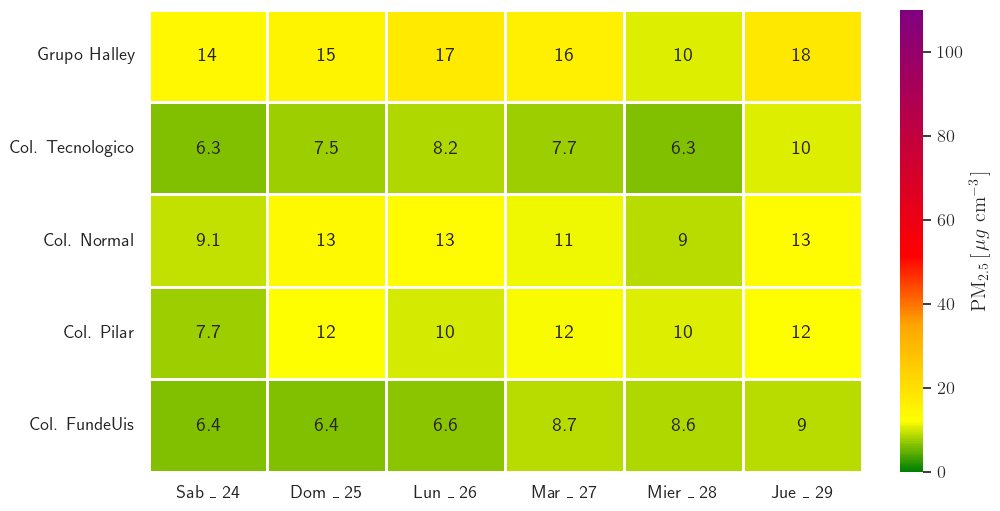 Grupo Halley 14 15 17 16 10 18
Col. Tecnologico 6.3 7.5 8.2 7.7 6.3 10
Col. Normal 9.1 13 13 11 9 13
Col. Pilar 7.7 12 10 12 10 12
Col. FundeUis 6.4 6.4 6.6 8.7 8.6 9
Sab _ 24 Dom _ 25 Lun _ 26 Mar _ 27 Mier _ 28 Jue _ 29
100
80
60
40
20
0
PM₂.₅ [μg cm⁻³]